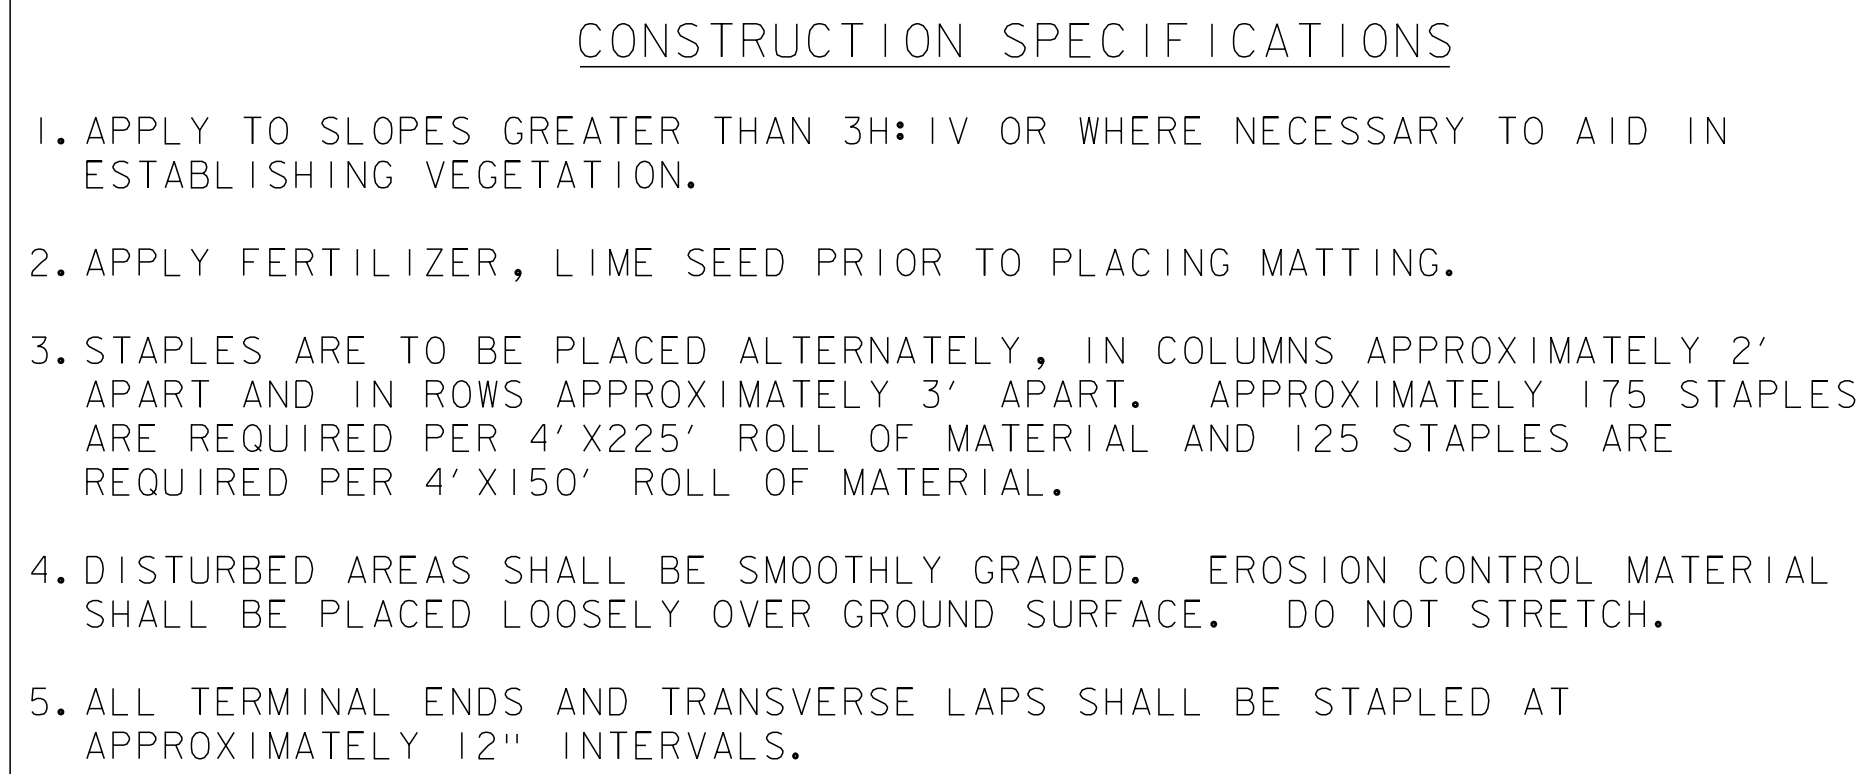 CONSTRUCTION SPECIFICATIONS
1. APPLY TO SLOPES GREATER THAN 3H:1V OR WHERE NECESSARY TO AID IN
ESTABLISHING VEGETATION.
2. APPLY FERTILIZER, LIME SEED PRIOR TO PLACING MATTING.
3. STAPLES ARE TO BE PLACED ALTERNATELY, IN COLUMNS APPROXIMATELY 2'
APART AND IN ROWS APPROXIMATELY 3' APART. APPROXIMATELY 175 STAPLES
ARE REQUIRED PER 4'X225' ROLL OF MATERIAL AND 125 STAPLES ARE
REQUIRED PER 4'X150' ROLL OF MATERIAL.
4. DISTURBED AREAS SHALL BE SMOOTHLY GRADED. EROSION CONTROL MATERIAL
SHALL BE PLACED LOOSELY OVER GROUND SURFACE. DO NOT STRETCH.
5. ALL TERMINAL ENDS AND TRANSVERSE LAPS SHALL BE STAPLED AT
APPROXIMATELY 12" INTERVALS.